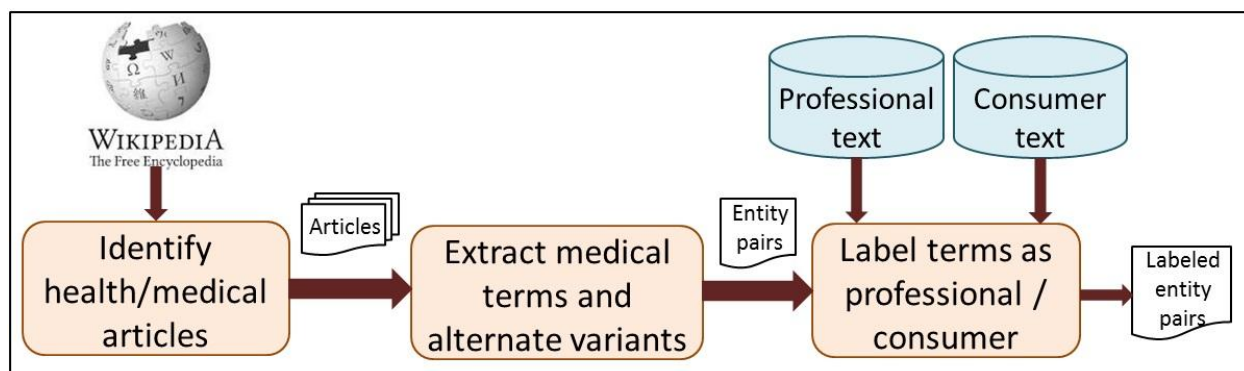 WIKIPEDIA
The Free Encyclopedia
Professional
text
Consumer
text
Identify
health/medical
articles
Articles
Extract medical
terms and
alternate variants
Entity
pairs
Label terms as
professional /
consumer
Labeled
entity
pairs